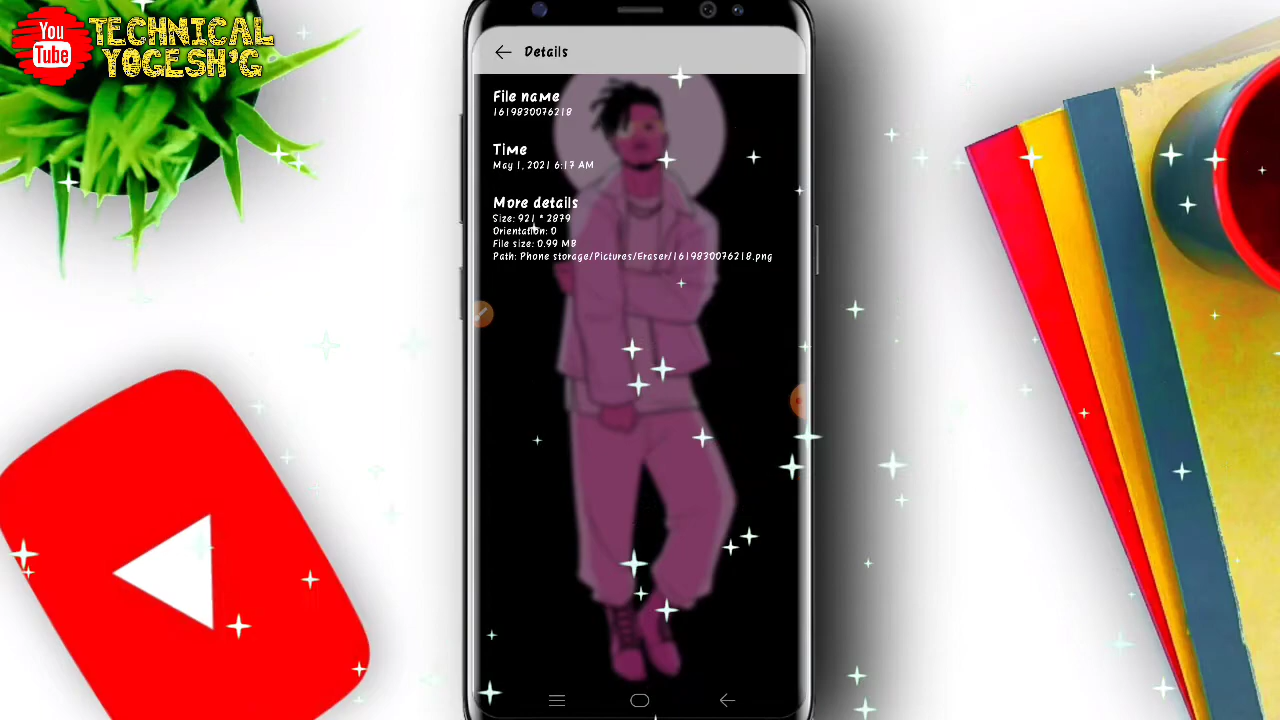 You
Tube
TECHNICAL
YOGESH'G
Details
File name
1619830076218
Time
May 1, 2021 6:17 AM
More details
Size: 921 * 2879
Orientation: 0
File size: 0.99 MB
Path: Phone storage/Pictures/Eraser/1619830076218.png